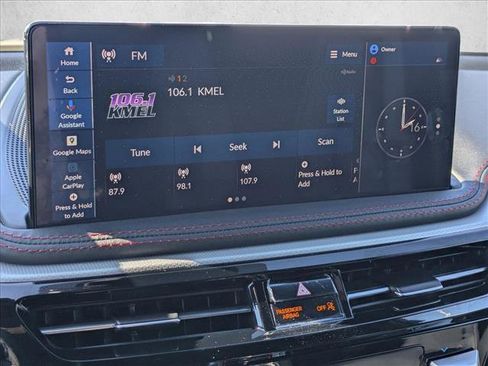 Home
FM
Menu
Owner
Back
12
106.1 KMEL
106.1
KMEL
Google
Assistant
Station
List
Google Maps
Tune
Seek
Scan
16
Apple
CarPlay
87.9
98.1
107.9
Press & Hold to
Add
Press & Hold
to Add
PASSENGER
AIRBAG
OFF